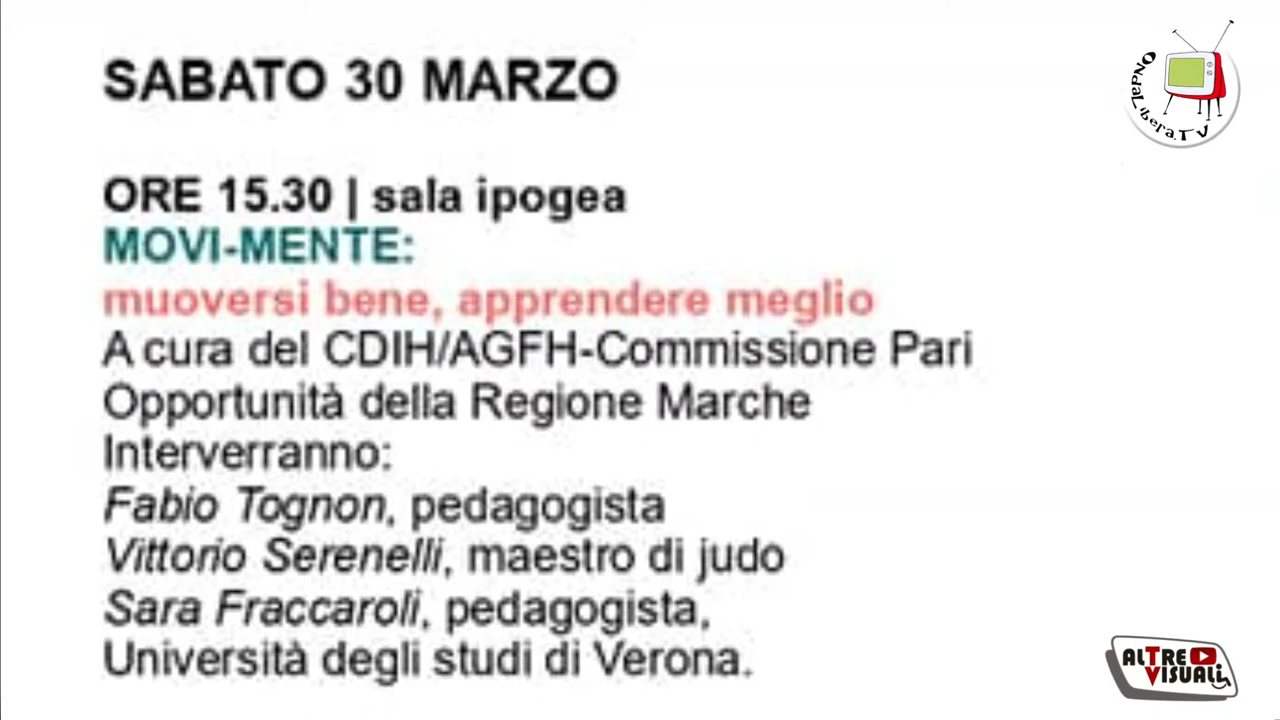 SABATO 30 MARZO
ORE 15.30 | sala ipogea
MOVI-MENTE:
muoversi bene, apprendere meglio
A cura del CDIH/AGFH-Commissione Pari
Opportunità della Regione Marche
Interverranno:
Fabio Tognon, pedagogista
Vittorio Serenelli, maestro di judo
Sara Fraccaroli, pedagogista,
Università degli studi di Verona.
OndaLibera.TV
ALTRE
VISUALI